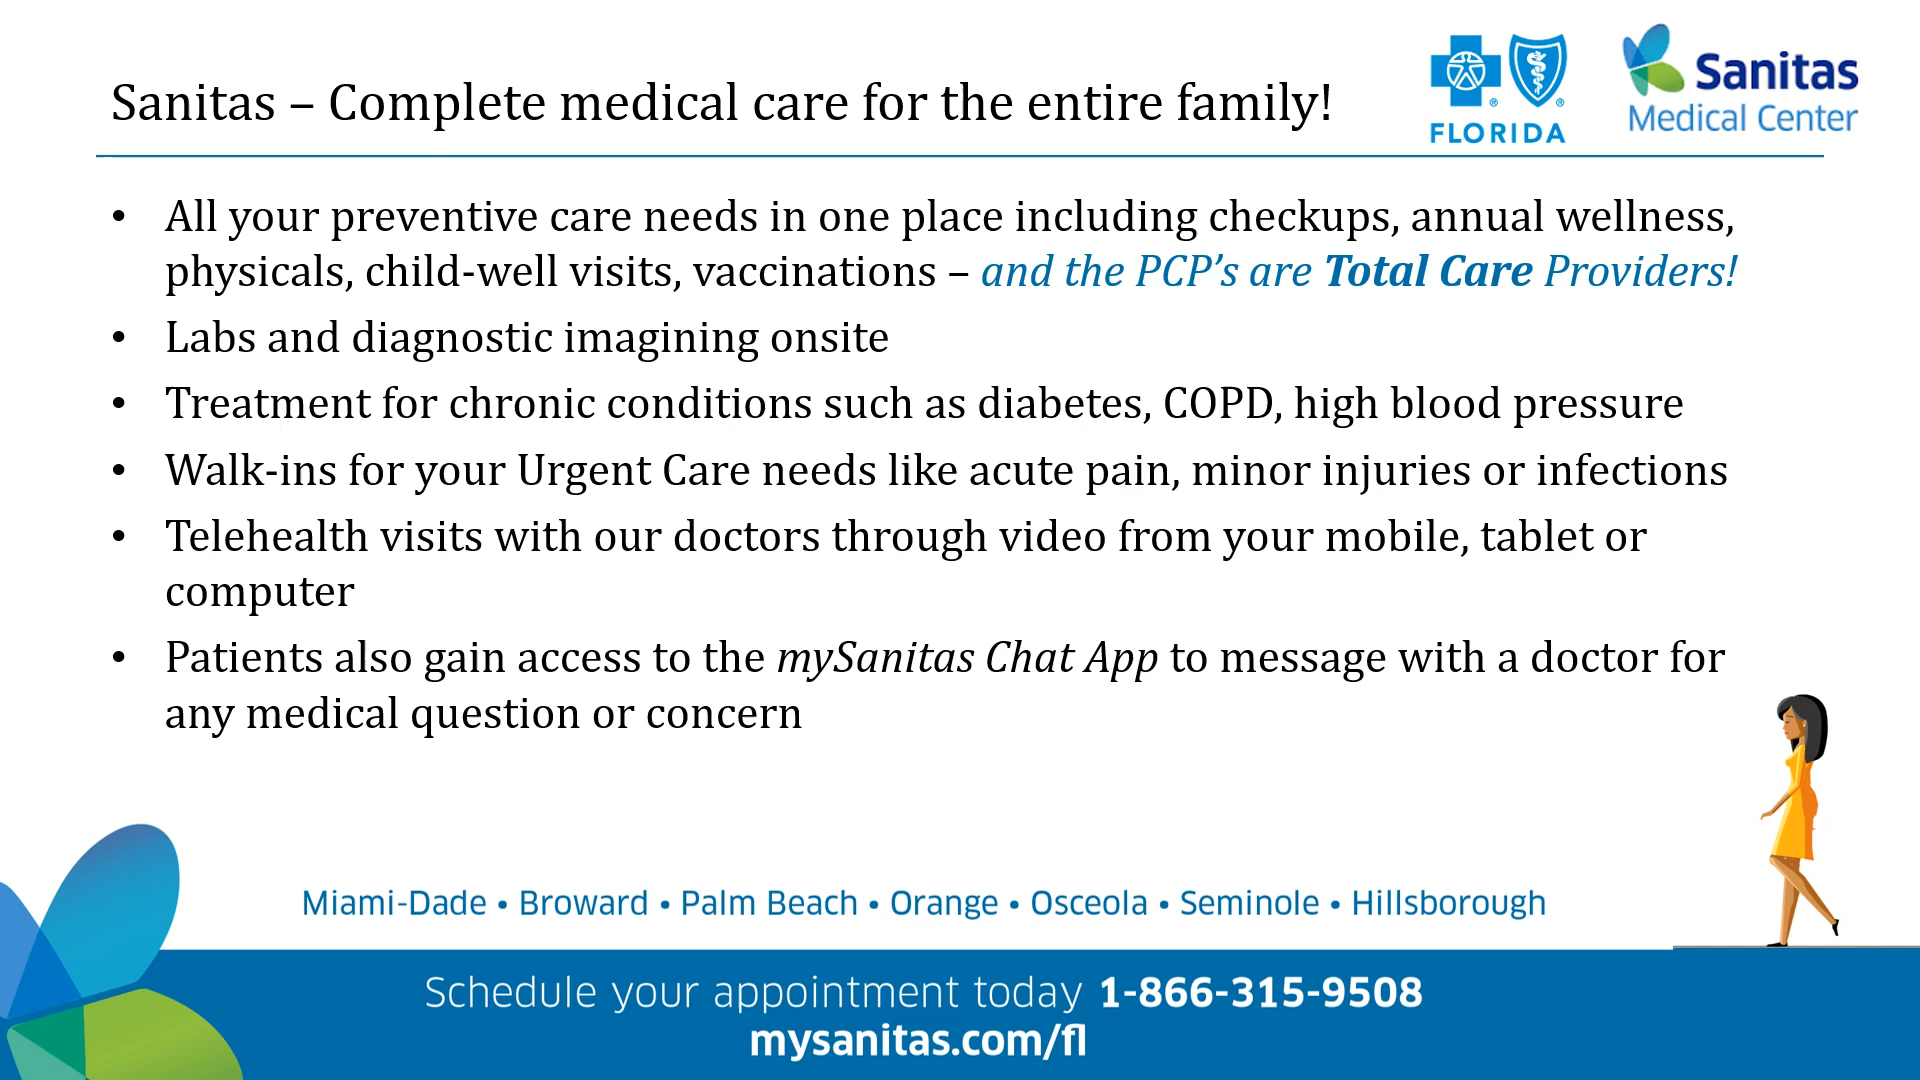 Sanitas – Complete medical care for the entire family!
FLORIDA
Sanitas
Medical Center
• All your preventive care needs in one place including checkups, annual wellness,
physicals, child-well visits, vaccinations – and the PCP’s are Total Care Providers!
• Labs and diagnostic imagining onsite
• Treatment for chronic conditions such as diabetes, COPD, high blood pressure
• Walk-ins for your Urgent Care needs like acute pain, minor injuries or infections
• Telehealth visits with our doctors through video from your mobile, tablet or
computer
• Patients also gain access to the mySanitas Chat App to message with a doctor for
any medical question or concern
Miami-Dade • Broward • Palm Beach • Orange • Osceola • Seminole • Hillsborough
Schedule your appointment today 1-866-315-9508
mysanitas.com/fl